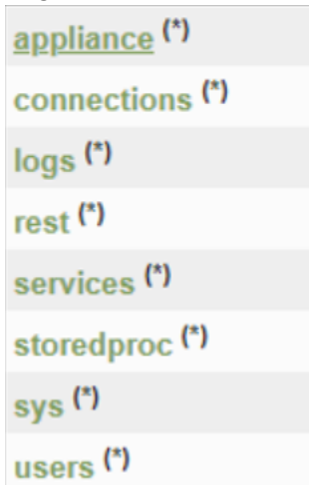 appliance (*)
connections (*)
logs (*)
rest (*)
services (*)
storedproc (*)
sys (*)
users (*)